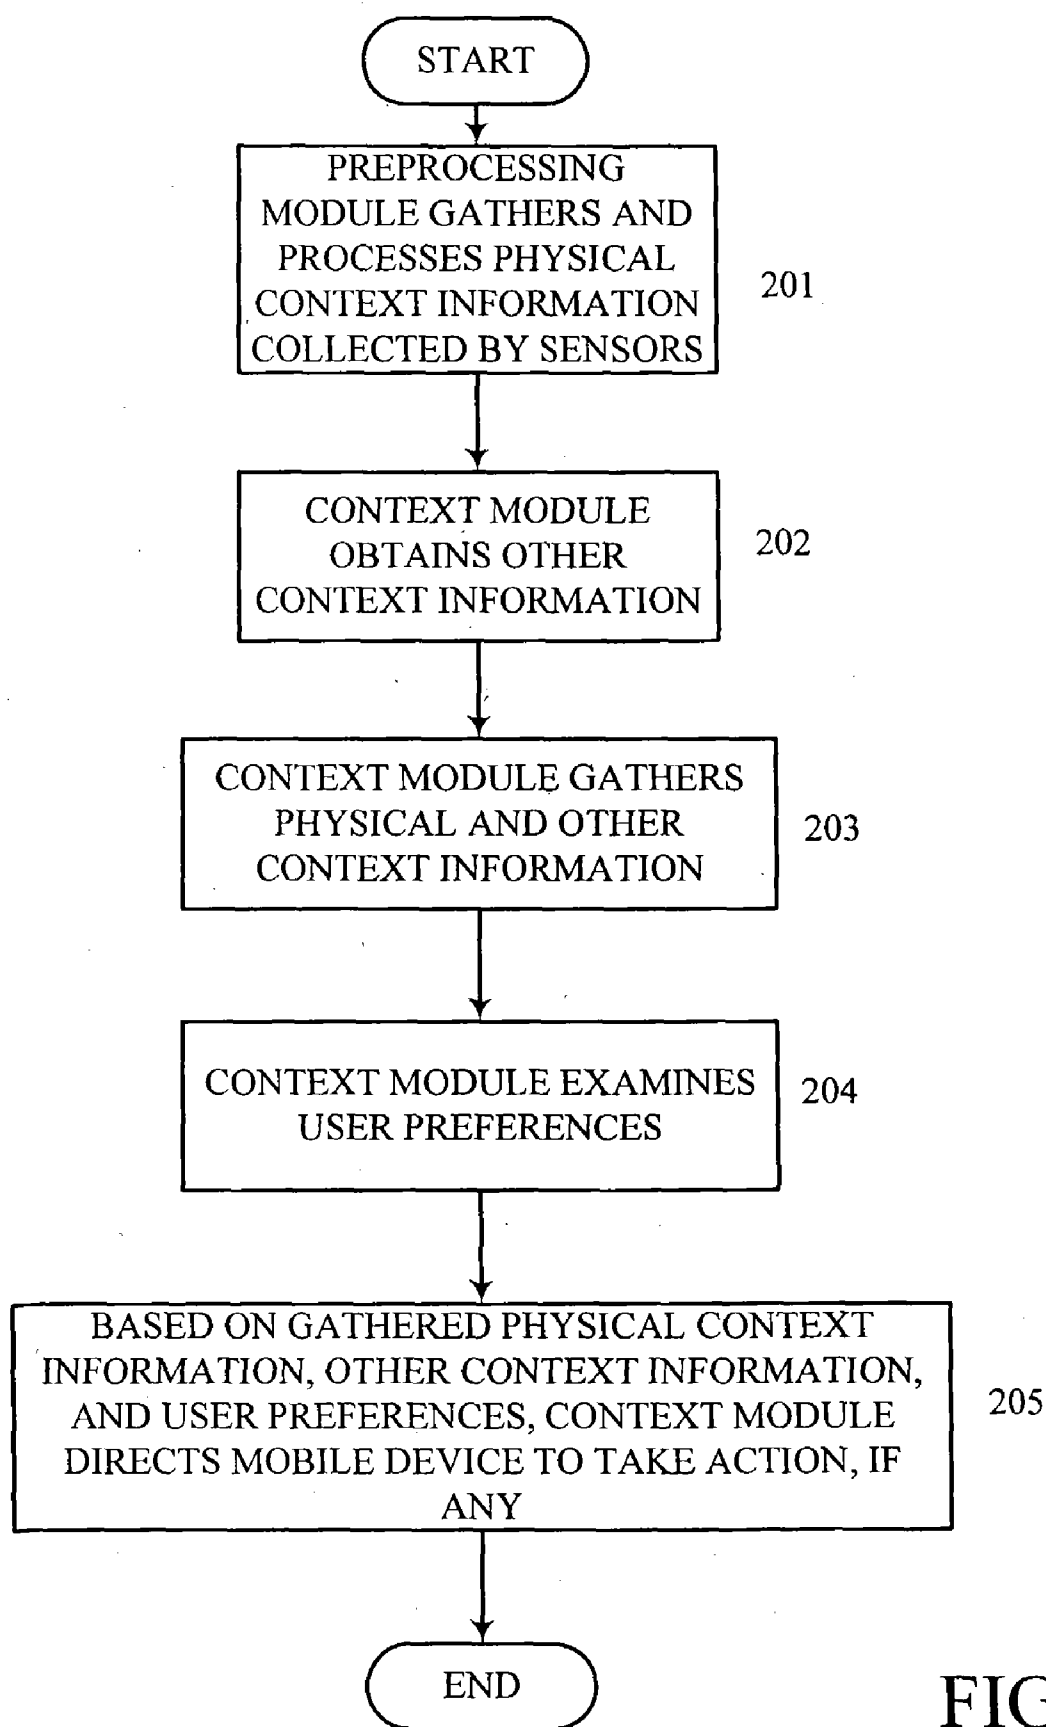 START
PREPROCESSING
MODULE GATHERS AND
PROCESSES PHYSICAL
CONTEXT INFORMATION
COLLECTED BY SENSORS
201
CONTEXT MODULE
OBTAINS OTHER
CONTEXT INFORMATION
202
CONTEXT MODULE GATHERS
PHYSICAL AND OTHER
CONTEXT INFORMATION
203
CONTEXT MODULE EXAMINES
USER PREFERENCES
204
BASED ON GATHERED PHYSICAL CONTEXT
INFORMATION, OTHER CONTEXT INFORMATION,
AND USER PREFERENCES, CONTEXT MODULE
DIRECTS MOBILE DEVICE TO TAKE ACTION, IF
ANY
205
END
FIG